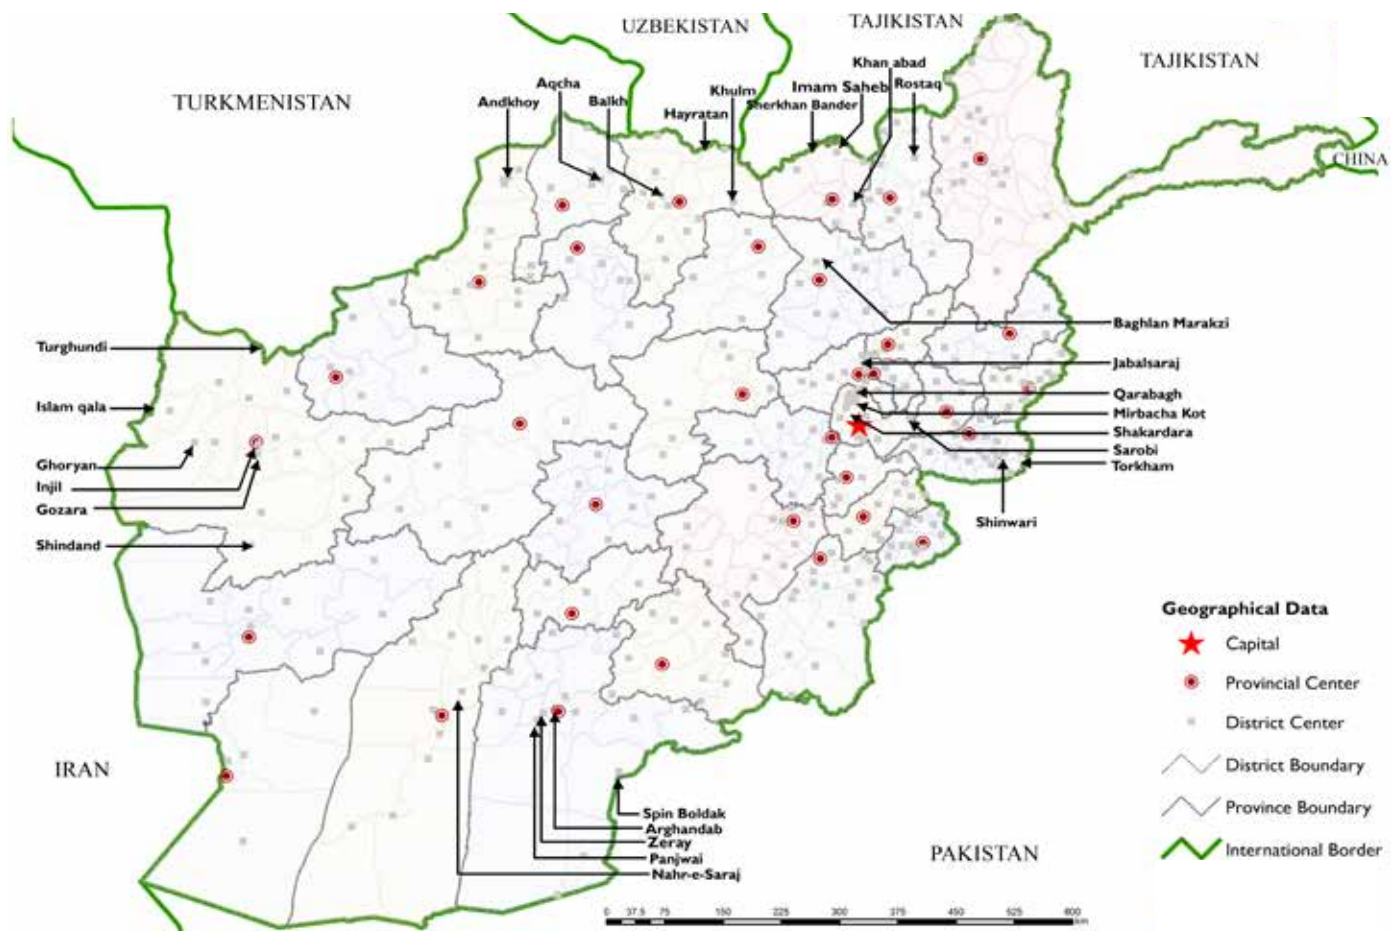 UZBEKISTAN
TAJIKISTAN
TAJIKISTAN
TURKMENISTAN
CHINA
IRAN
PAKISTAN
Andkhoy
Aqcha
Balkh
Hayratan
Khulm
Sherkhan Bander
Imam Saheb
Khan abad
Rostaq
Turghundi
Islam qala
Ghoryan
Injil
Gozara
Shindand
Baghlan Marakzi
Jabalsaraj
Qarabagh
Mirbacha Kot
Shakardara
Sarobi
Torkham
Shinwari
Spin Boldak
Arghandab
Zeray
Panjwai
Nahr-e-Saraj
Geographical Data
Capital
Provincial Center
District Center
District Boundary
Province Boundary
International Border
0 37.5 75 150 225 300 375 450 525 600
km